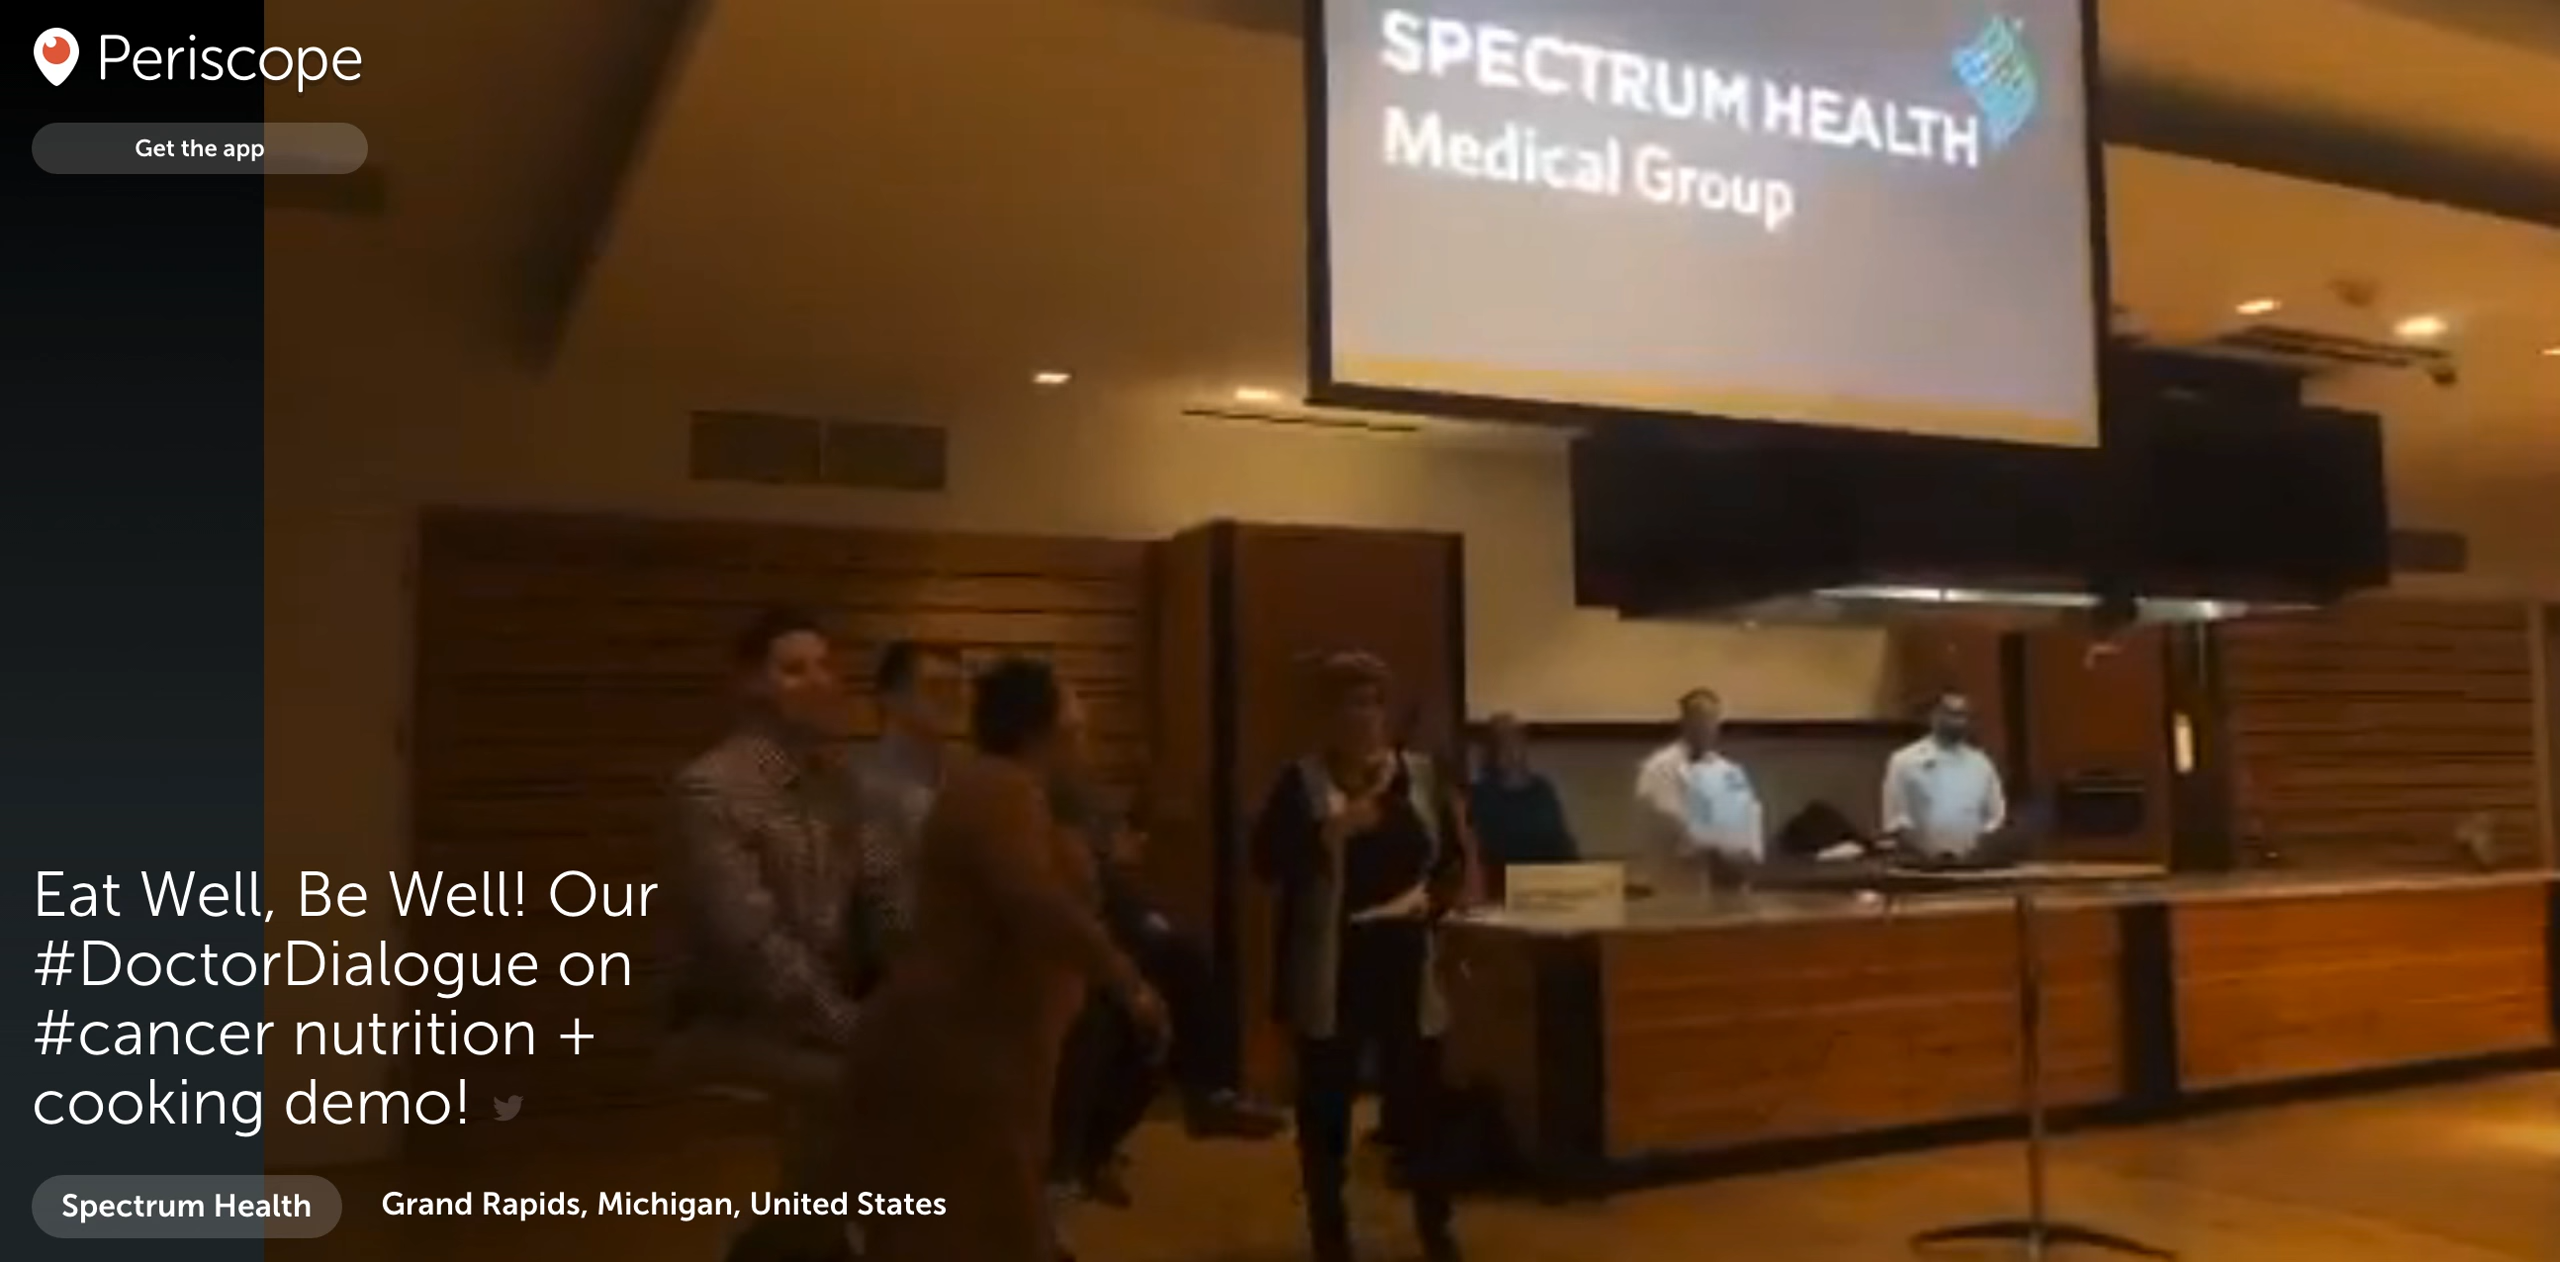 Periscope
Get the app
SPECTRUM HEALTH
Medical Group
Eat Well, Be Well! Our
#DoctorDialogue on
#cancer nutrition +
cooking demo!
Spectrum Health
Grand Rapids, Michigan, United States